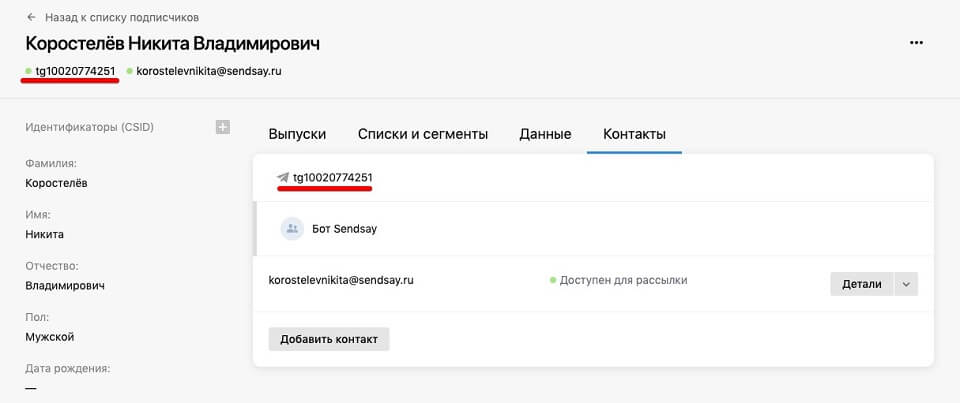 ← Назад к списку подписчиков
Коростелёв Никита Владимирович
tg10020774251 korostelevnikita@sendsay.ru
Идентификаторы (CSID)
Фамилия:
Коростелёв
Имя:
Никита
Отчество:
Владимирович
Пол:
Мужской
Дата рождения:
—
Выпуски Списки и сегменты Данные Контакты
tg10020774251
Бот Sendsay
korostelevnikita@sendsay.ru Доступен для рассылки Детали
Добавить контакт